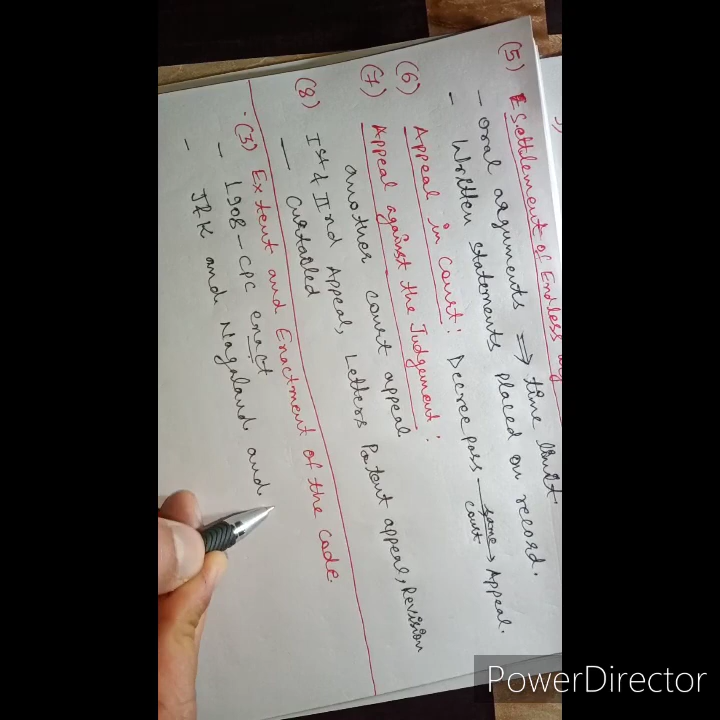 (5) Settlement of Endless arg
- Oral arguments → time limit.
- Written statements placed on record.
(6) Appeal in Court: Decree pass → same court → Appeal.
(7) Appeal against the Judgement:
another court appeal
(8) Ist & IInd Appeal, Letters Patent appeal, Revision
- Curtailed
(3) Extent and Enactment of the Code
- 1908 - CPC enact
- J&K and Nagaland and
PowerDirector